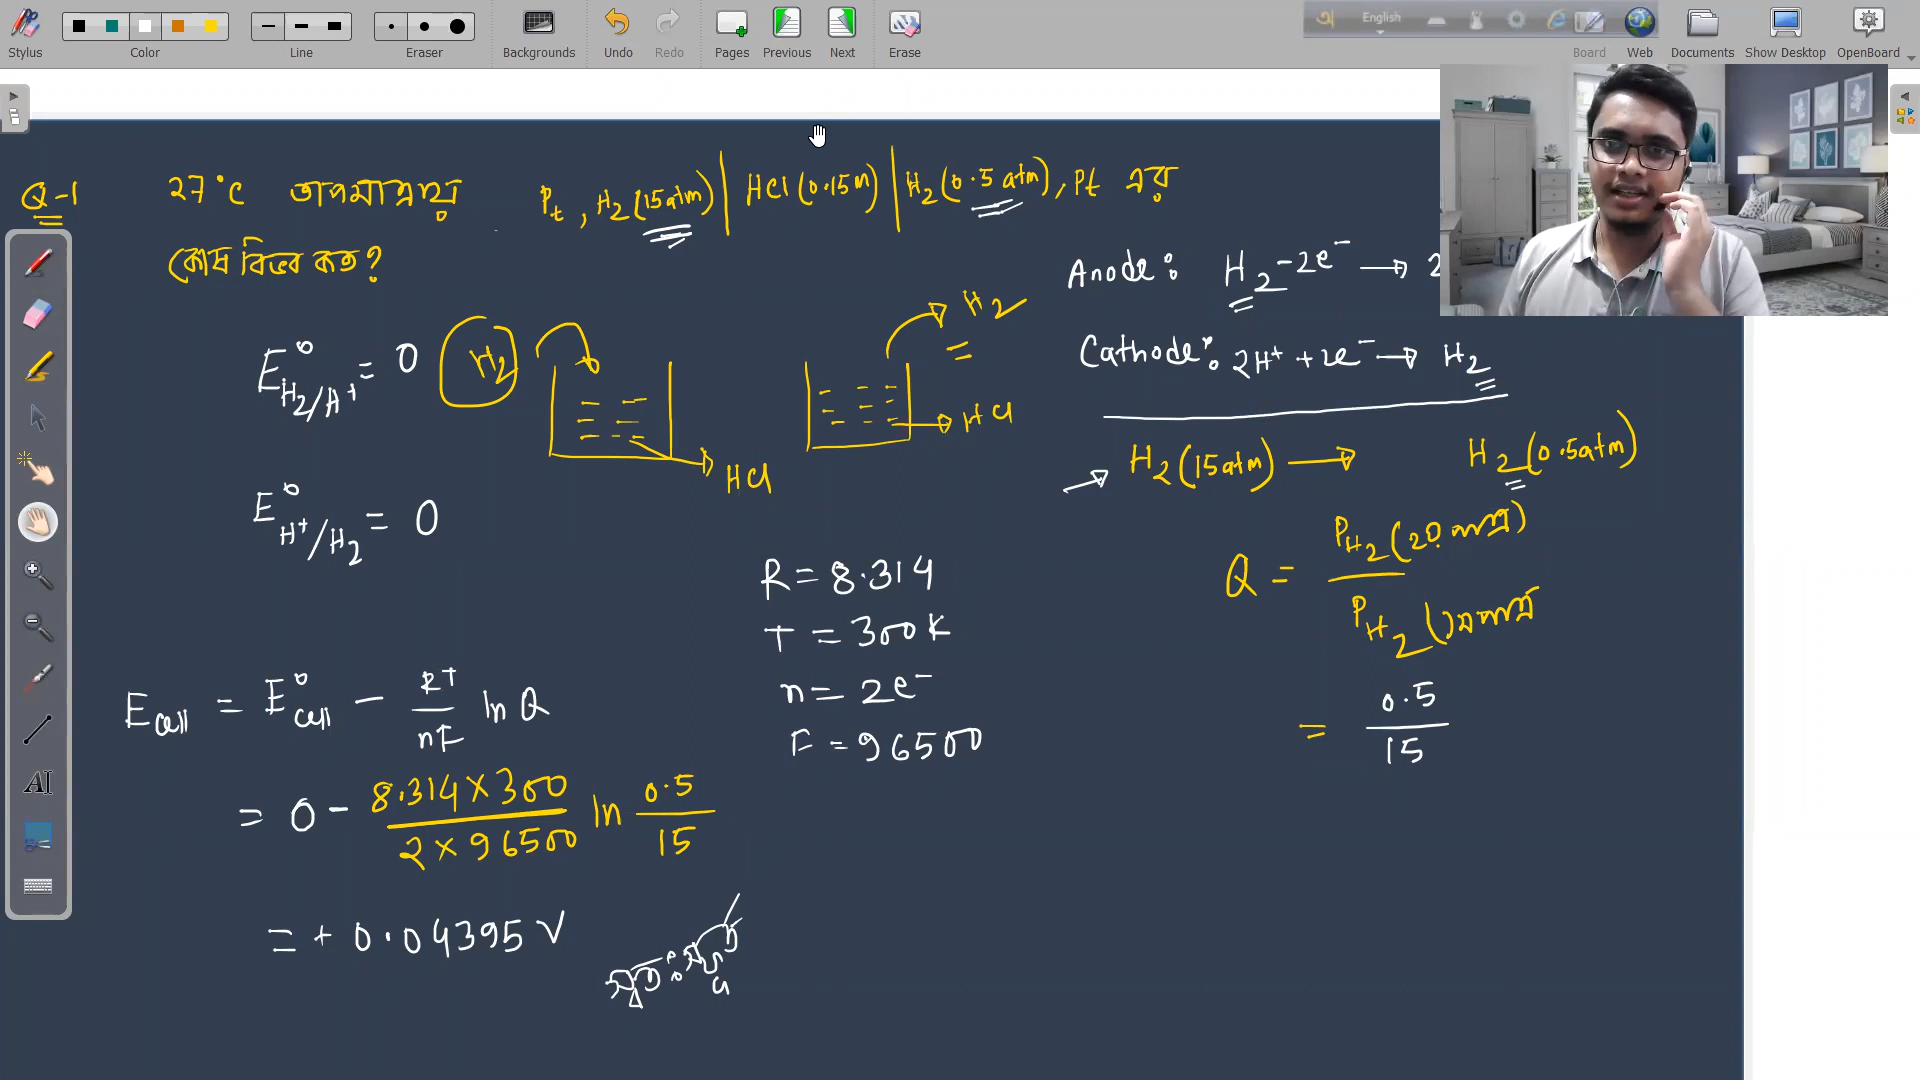 Stylus Color Line Eraser Backgrounds Undo Redo Pages Previous Next Erase
English
Board Web Documents Show Desktop OpenBoard
Q-1 27°C তাপমাত্রায় Pt, H₂(15atm) | HCl(0.15M) | H₂(0.5 atm), Pt এর
কোষ বিভব কত?
Anode: H₂ - 2e⁻ → 2
Cathode: 2H⁺ + 2e⁻ → H₂
H₂(15atm) → H₂(0.5atm)
E°H₂/H⁺ = 0
H₂
HCl
H₂
HCl
E°H⁺/H₂ = 0
R = 8.314
T = 300K
n = 2e⁻
F = 96500
Q = PH₂ / PH₂
= 0.5/15
Ecell = E°cell - RT/nF ln Q
= 0 - 8.314×300/2×96500 ln 0.5/15
= + 0.04395 V
AI